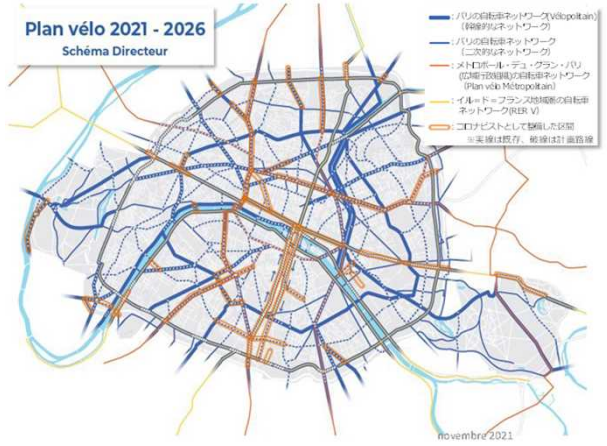 Plan vélo 2021 - 2026
Schéma Directeur
: パリの自転車ネットワーク(Vélopolitain)
(幹線的なネットワーク)
: パリの自転車ネットワーク
(二次的なネットワーク)
: メトロポール・デュ・グラン・パリ
(広域行政組織)の自転車ネットワーク
(Plan vélo Métropolitain)
: イル=ド=フランス地域圏の自転車
ネットワーク(RER V)
: コロナピストとして整備した区間
※実線は既存、破線は計画路線
novembre 2021